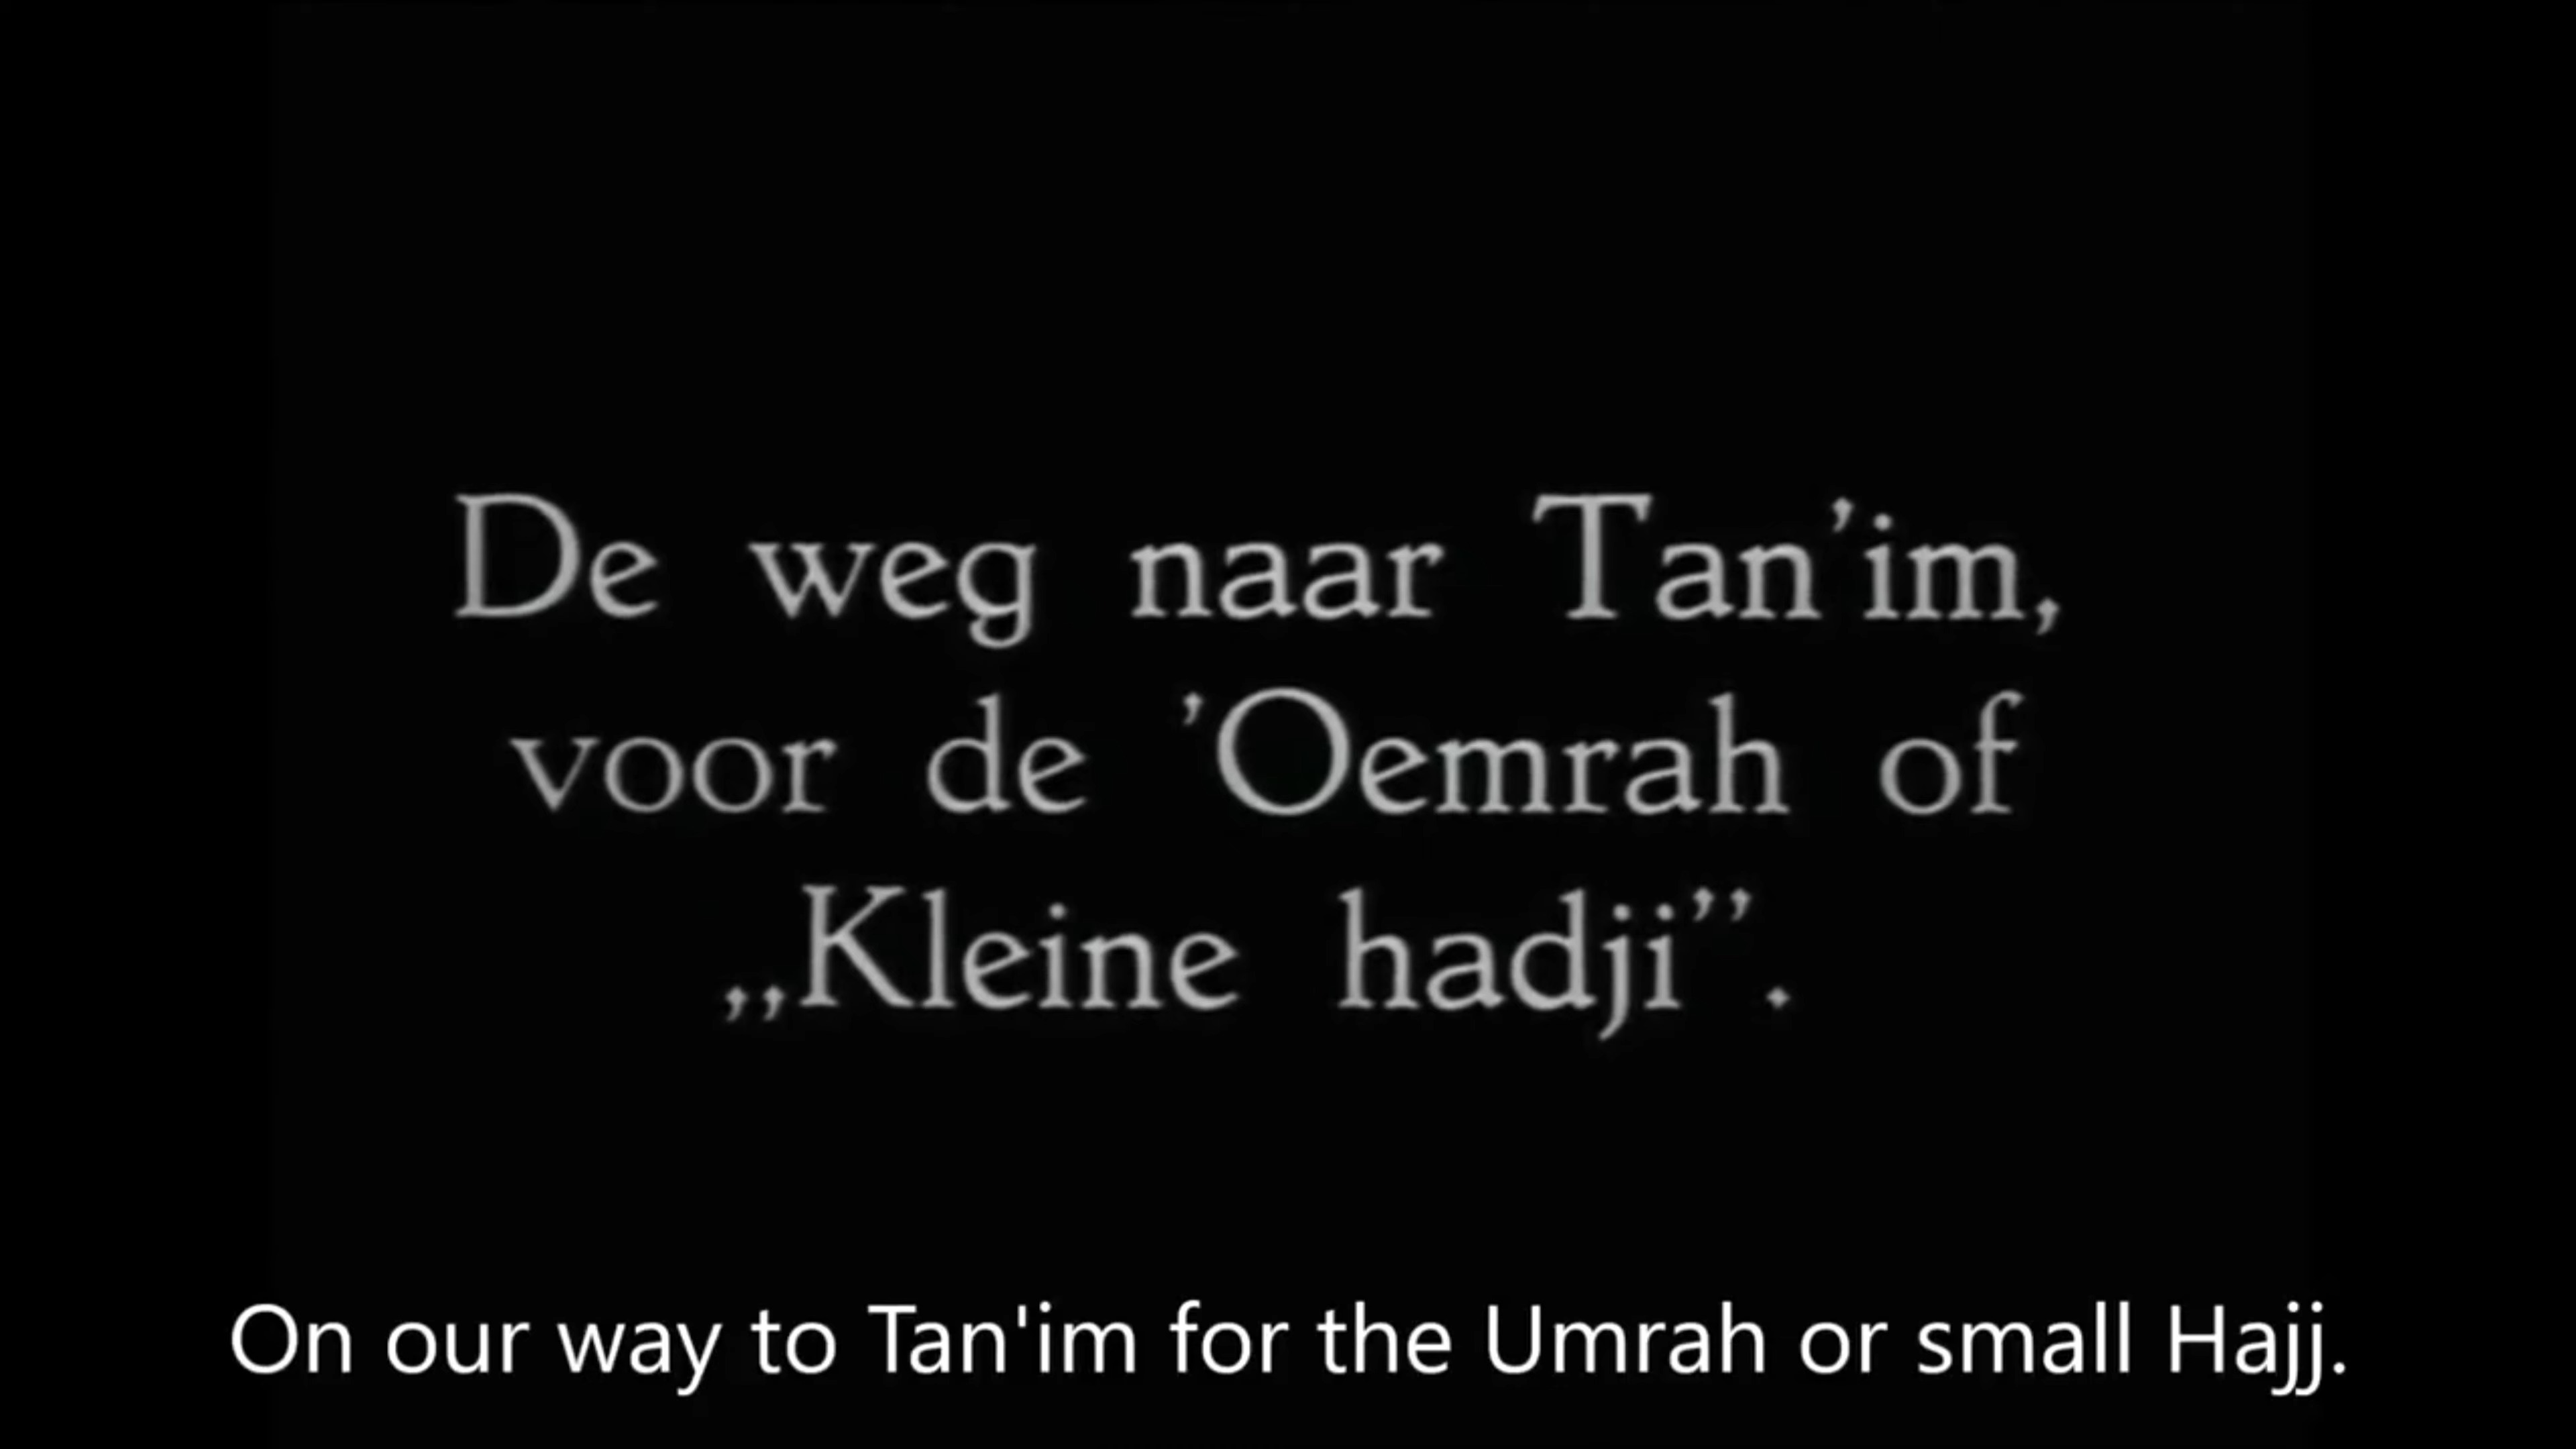 De weg naar Tan’im,
voor de ’Oemrah of
„Kleine hadji”.
On our way to Tan'im for the Umrah or small Hajj.